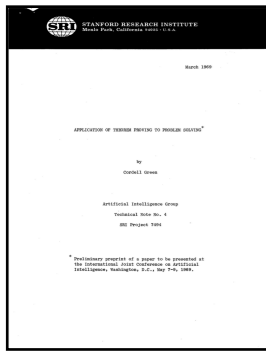 SRI
STANFORD RESEARCH INSTITUTE
Menlo Park, California 94025 · U.S.A.
March 1969
APPLICATION OF THEOREM PROVING TO PROBLEM SOLVING*
by
Cordell Green
Artificial Intelligence Group
Technical Note No. 4
SRI Project 7494
* Preliminary preprint of a paper to be presented at
the International Joint Conference on Artificial
Intelligence, Washington, D.C., May 7-9, 1969.